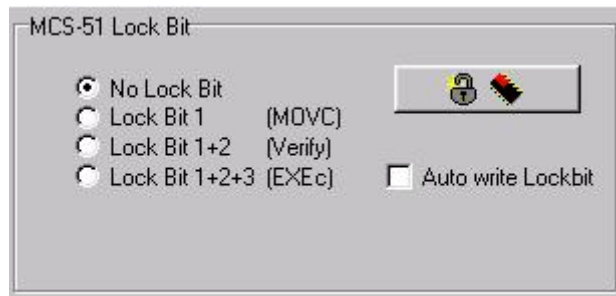 MCS-51 Lock Bit
No Lock Bit
Lock Bit 1 (MOVC)
Lock Bit 1+2 (Verify)
Lock Bit 1+2+3 (EXEc)
Auto write Lockbit